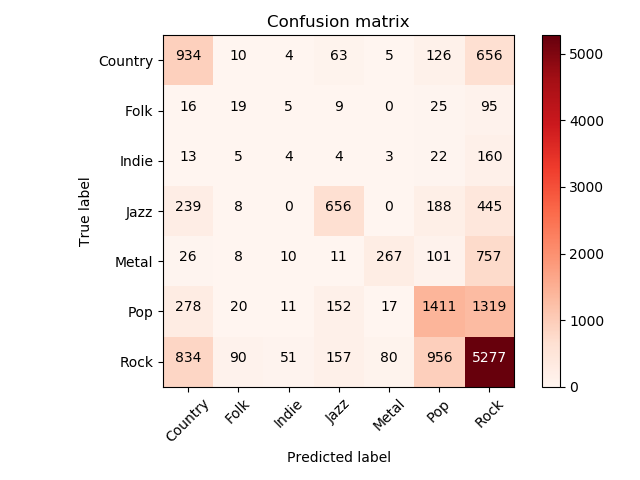 Confusion matrix
True label
Country 934 10 4 63 5 126 656
Folk 16 19 5 9 0 25 95
Indie 13 5 4 4 3 22 160
Jazz 239 8 0 656 0 188 445
Metal 26 8 10 11 267 101 757
Pop 278 20 11 152 17 1411 1319
Rock 834 90 51 157 80 956 5277
Country Folk Indie Jazz Metal Pop Rock
Predicted label
5000
4000
3000
2000
1000
0